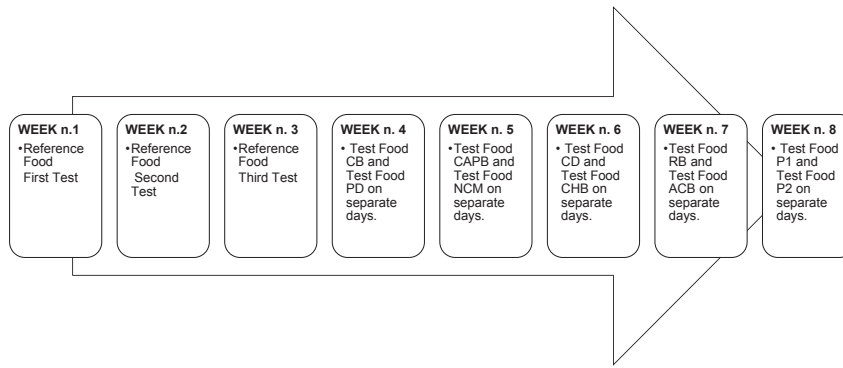 WEEK n.1
•Reference
Food
First Test
WEEK n.2
•Reference
Food
Second
Test
WEEK n. 3
•Reference
Food
Third Test
WEEK n. 4
• Test Food
CB and
Test Food
PD on
separate
days.
WEEK n. 5
•Test Food
CAPB and
Test Food
NCM on
separate
days.
WEEK n. 6
• Test Food
CD and
Test Food
CHB on
separate
days.
WEEK n. 7
•Test Food
RB and
Test Food
ACB on
separate
days.
WEEK n. 8
• Test Food
P1 and
Test Food
P2 on
separate
days.